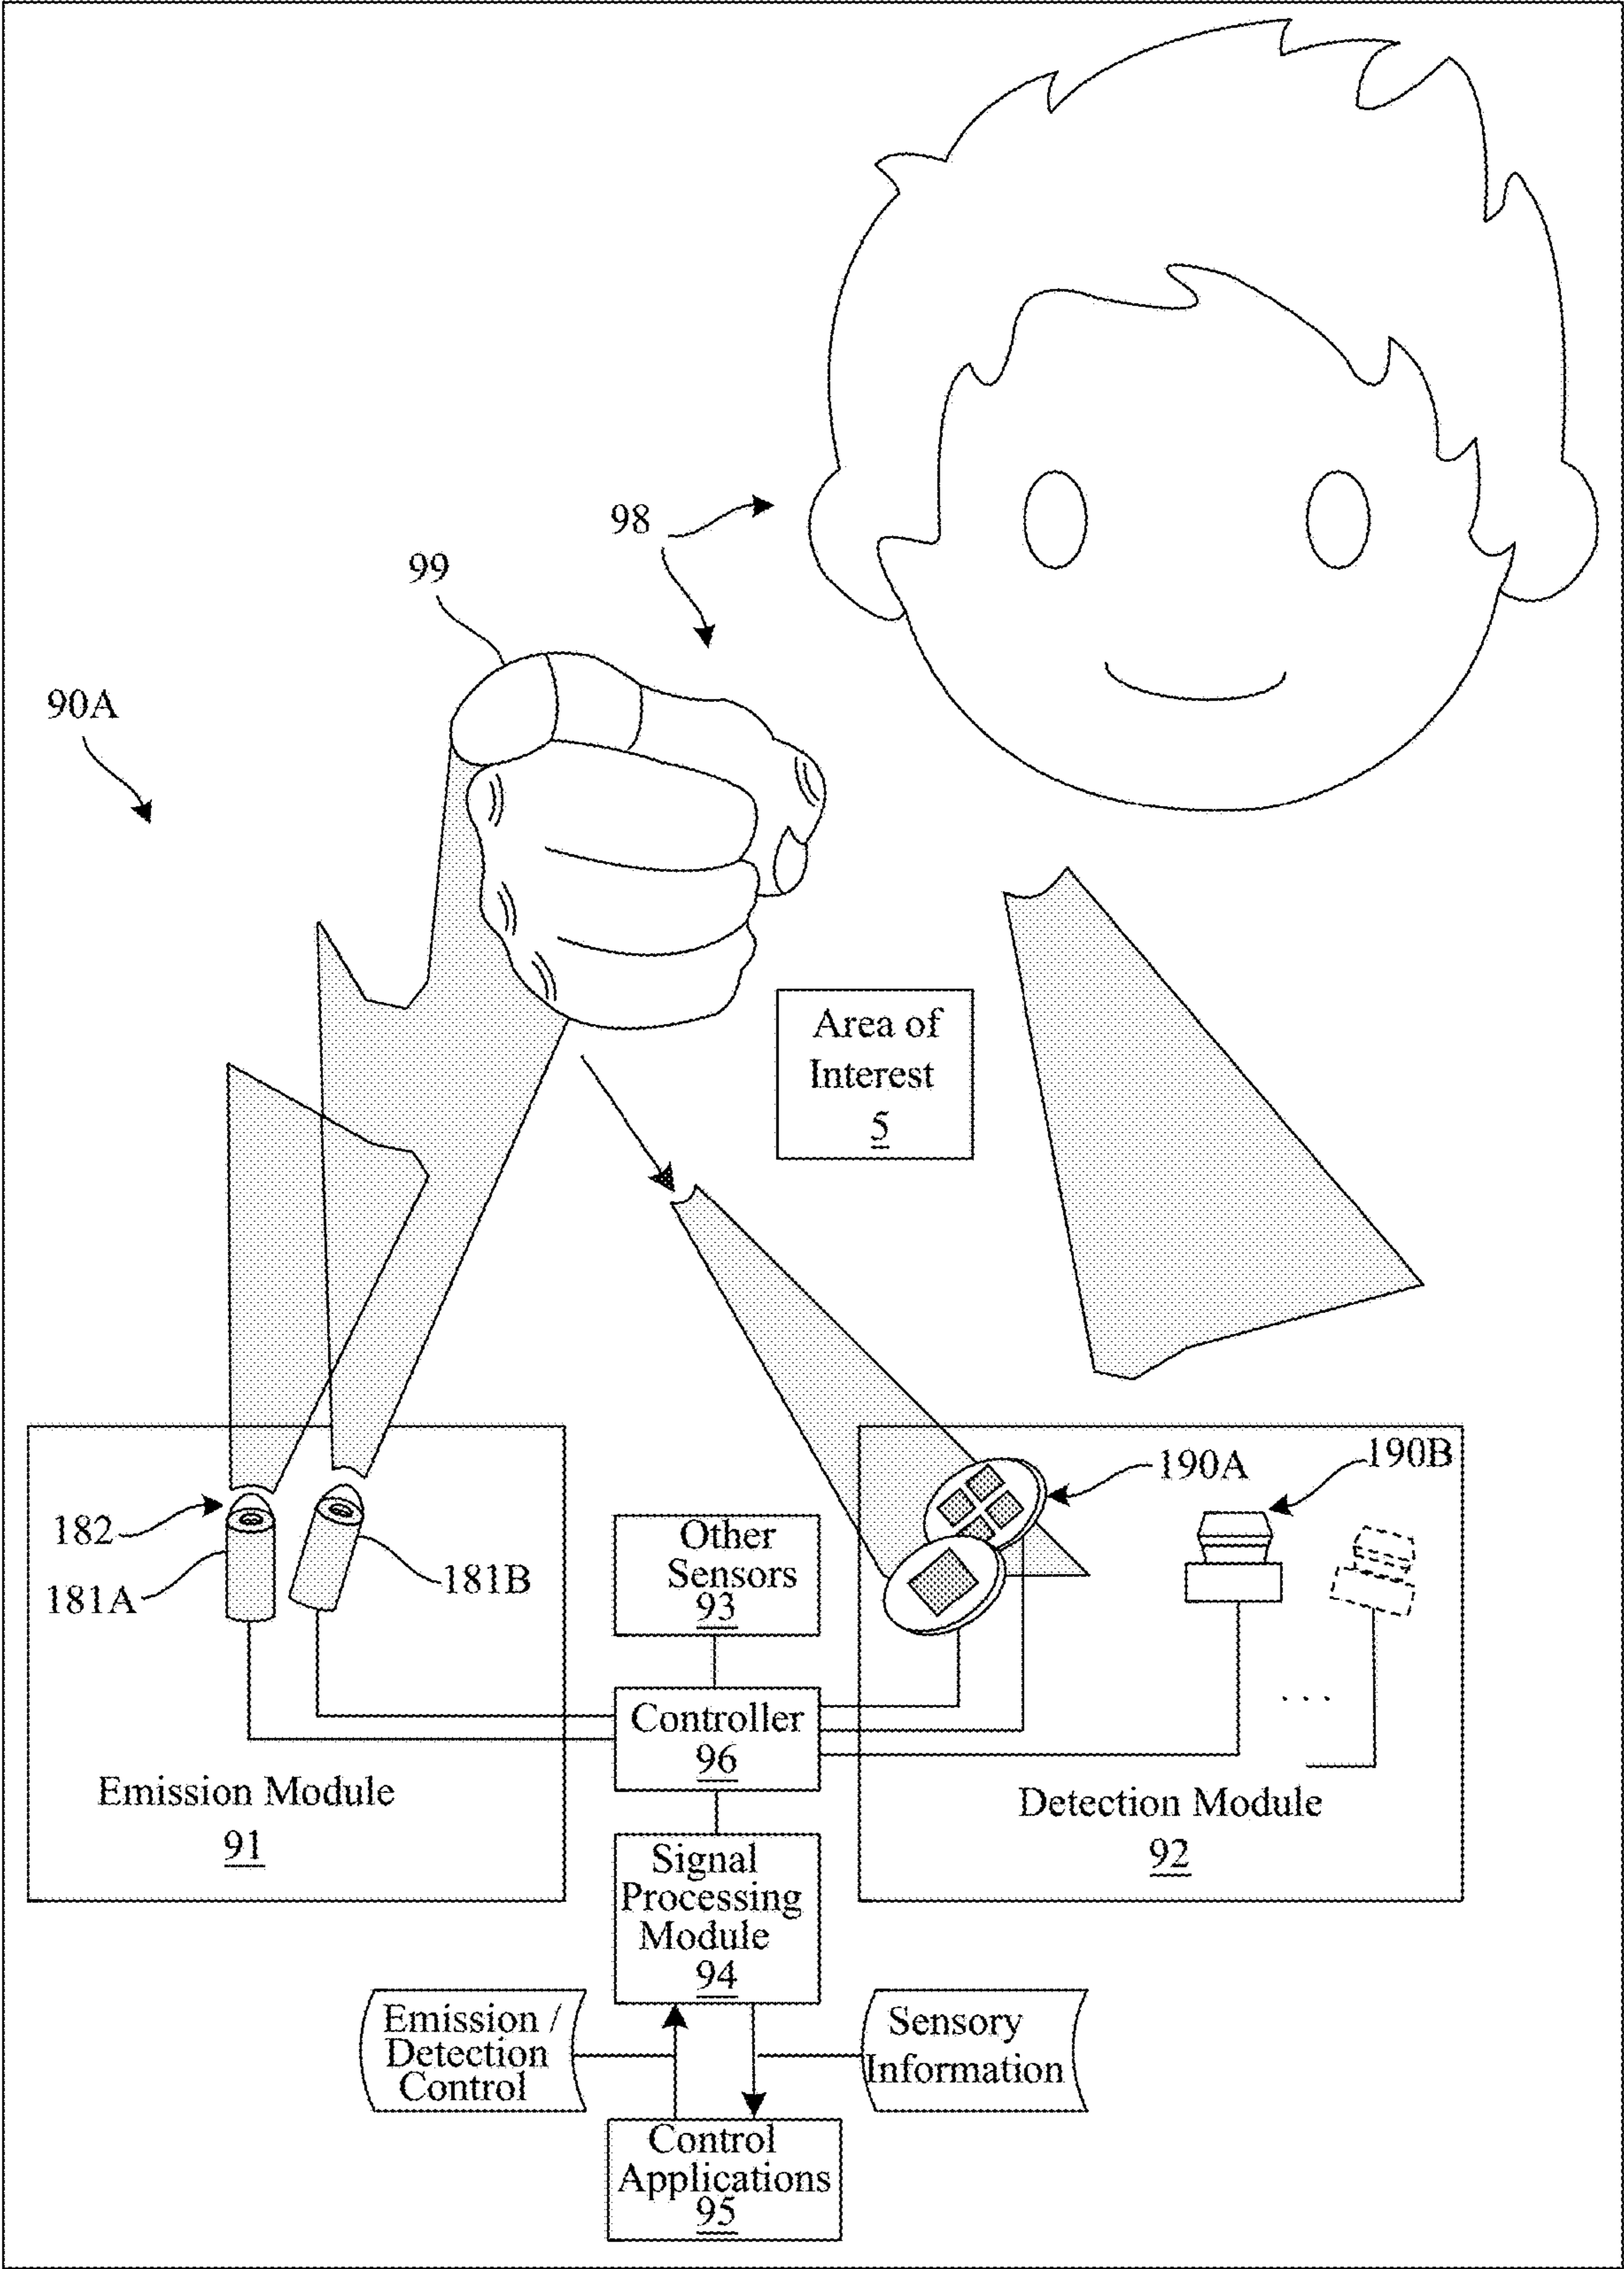 98
99
90A
Area of
Interest
5
190A
190B
182
181A
181B
Other
Sensors
93
Controller
96
Emission Module
91
Detection Module
92
. . .
Signal
Processing
Module
94
Emission /
Detection
Control
Sensory
Information
Control
Applications
95